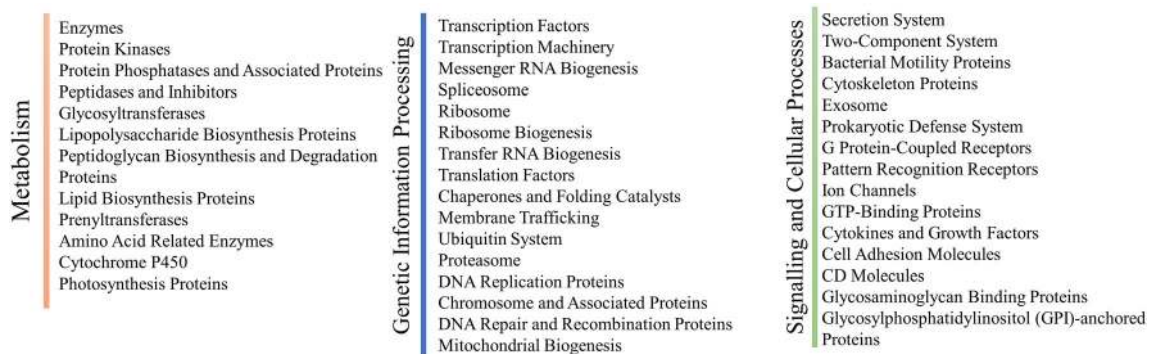 Metabolism
Enzymes
Protein Kinases
Protein Phosphatases and Associated Proteins
Peptidases and Inhibitors
Glycosyltransferases
Lipopolysaccharide Biosynthesis Proteins
Peptidoglycan Biosynthesis and Degradation
Proteins
Lipid Biosynthesis Proteins
Prenyltransferases
Amino Acid Related Enzymes
Cytochrome P450
Photosynthesis Proteins
Genetic Information Processing
Transcription Factors
Transcription Machinery
Messenger RNA Biogenesis
Spliceosome
Ribosome
Ribosome Biogenesis
Transfer RNA Biogenesis
Translation Factors
Chaperones and Folding Catalysts
Membrane Trafficking
Ubiquitin System
Proteasome
DNA Replication Proteins
Chromosome and Associated Proteins
DNA Repair and Recombination Proteins
Mitochondrial Biogenesis
Signalling and Cellular Processes
Secretion System
Two-Component System
Bacterial Motility Proteins
Cytoskeleton Proteins
Exosome
Prokaryotic Defense System
G Protein-Coupled Receptors
Pattern Recognition Receptors
Ion Channels
GTP-Binding Proteins
Cytokines and Growth Factors
Cell Adhesion Molecules
CD Molecules
Glycosaminoglycan Binding Proteins
Glycosylphosphatidylinositol (GPI)-anchored
Proteins